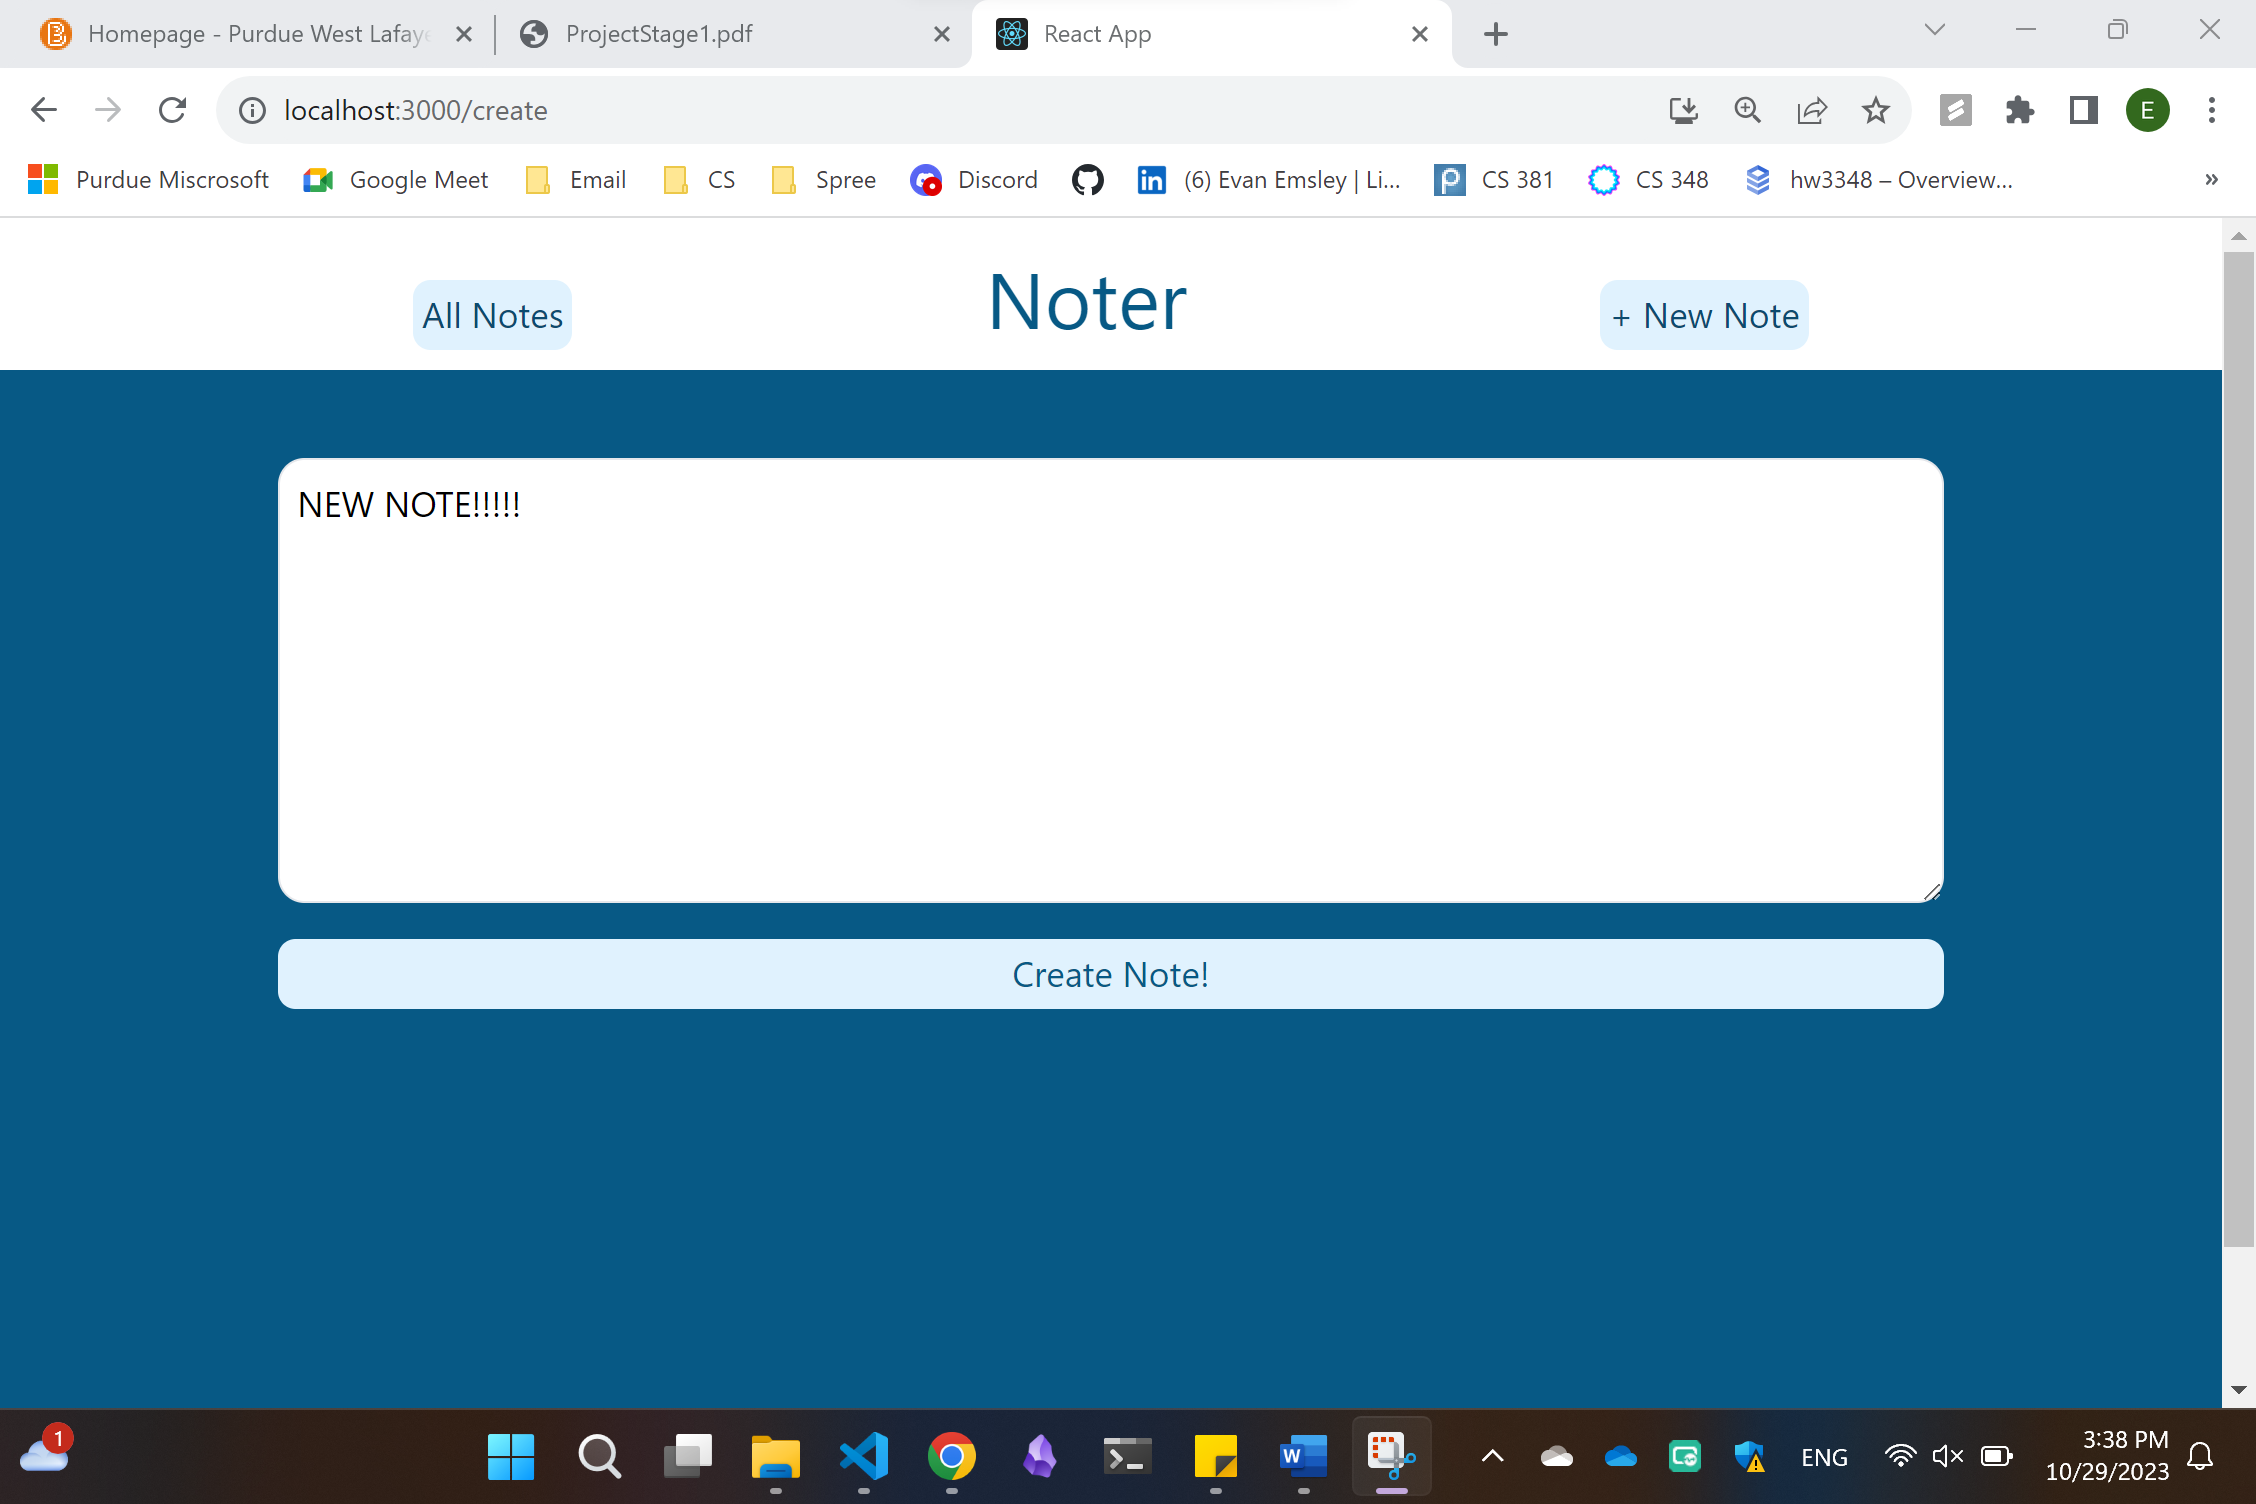 Homepage - Purdue West Lafaye
ProjectStage1.pdf
React App
localhost:3000/create
E
Purdue Miscrosoft
Google Meet
Email
CS
Spree
Discord
(6) Evan Emsley | Li...
CS 381
CS 348
hw3348 – Overview...
»
All Notes
Noter
+ New Note
NEW NOTE!!!!!
Create Note!
1
ENG
3:38 PM
10/29/2023